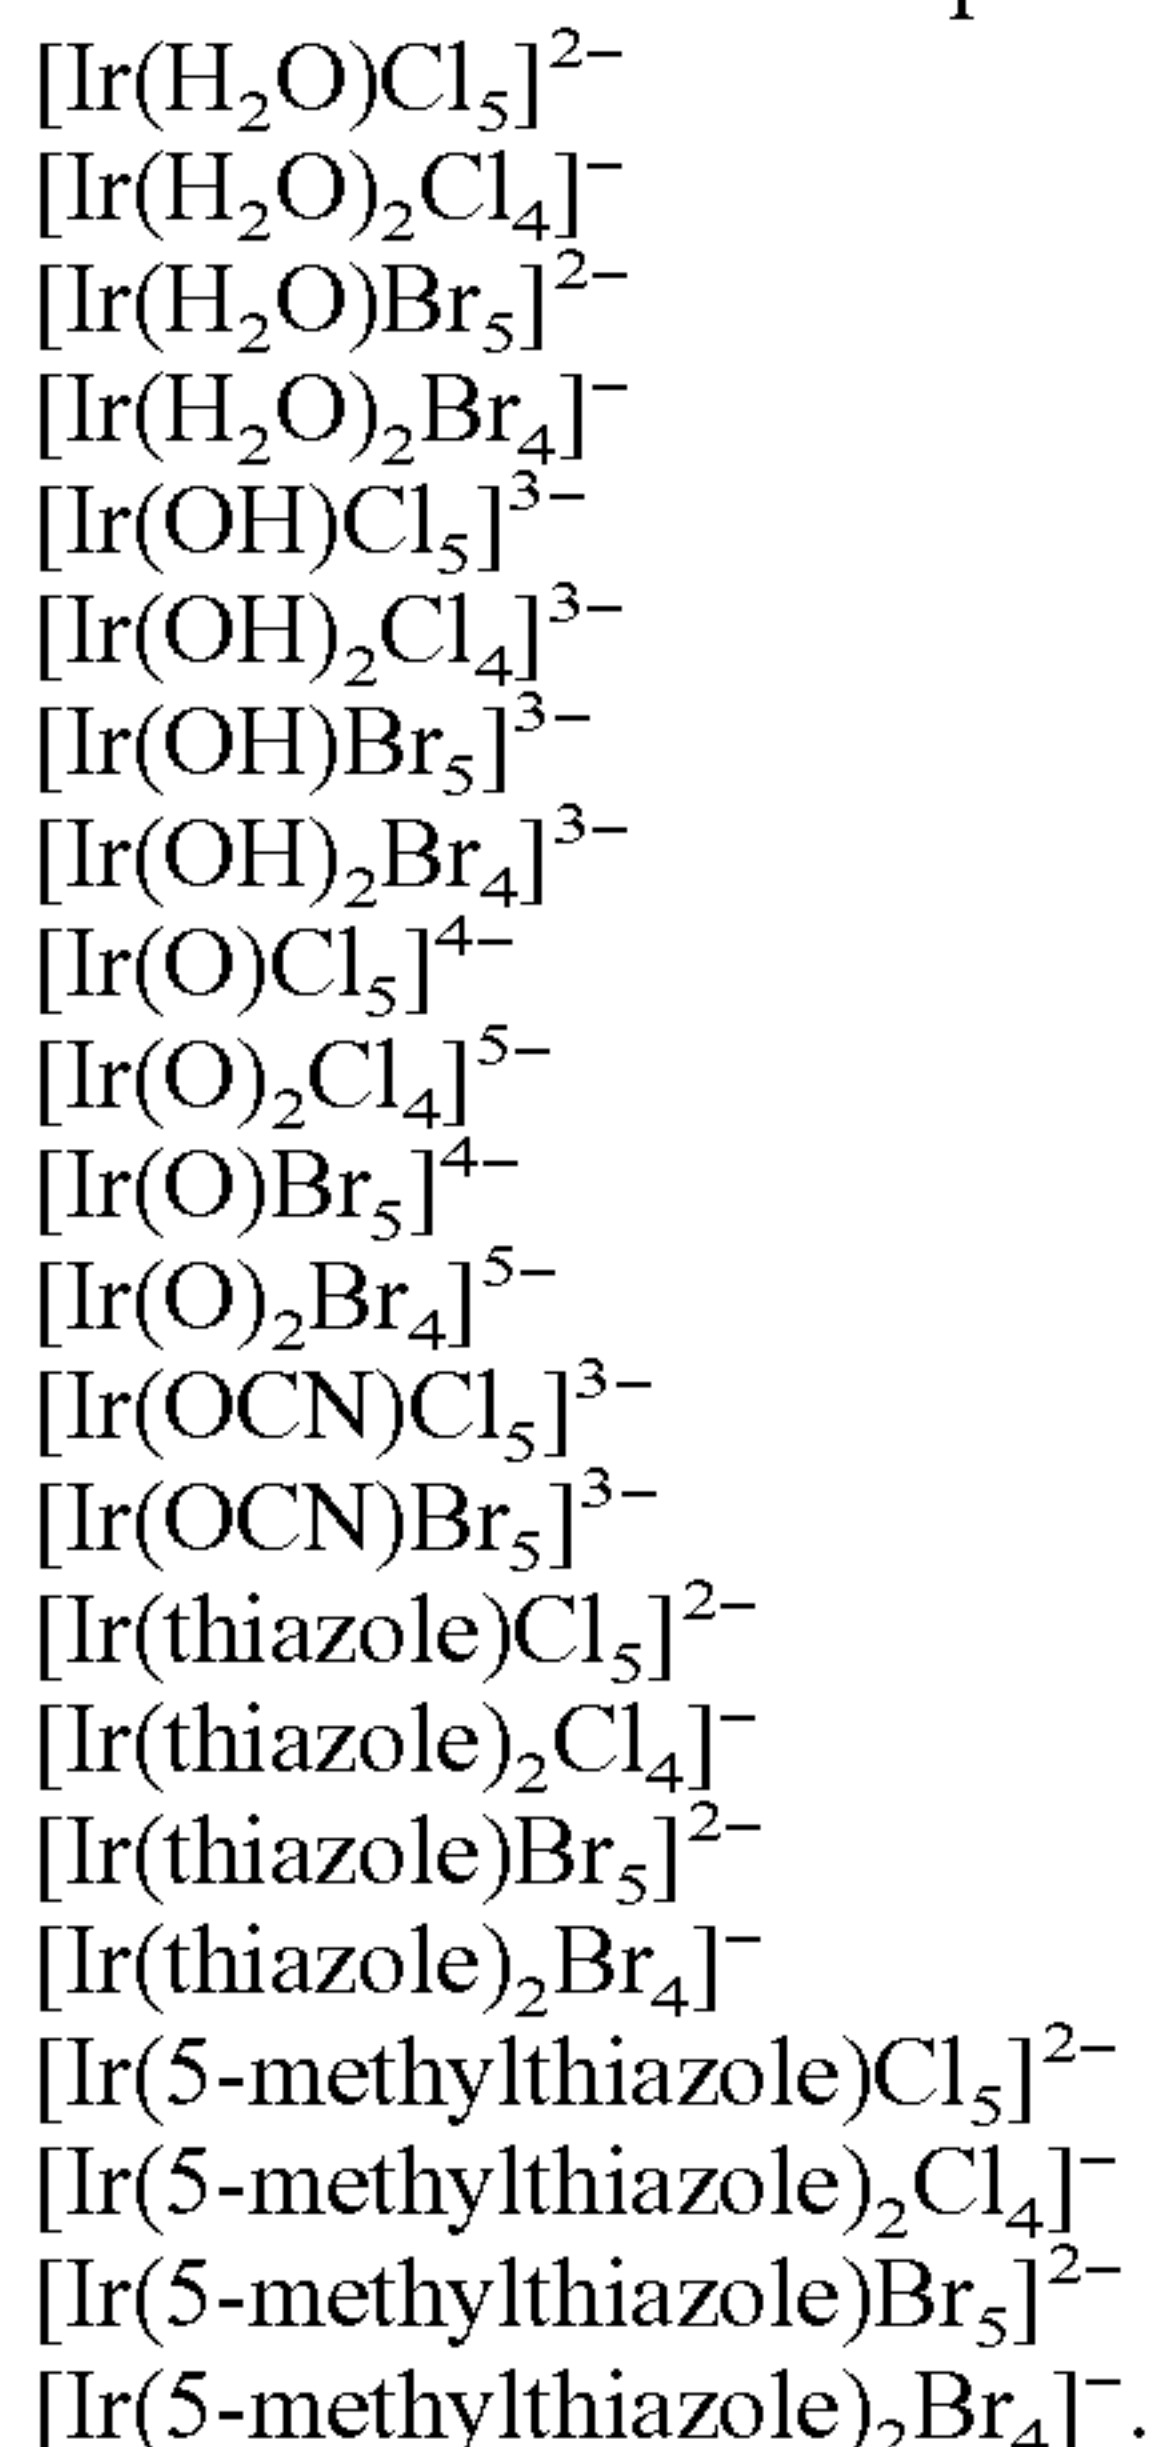 [Ir(H₂O)Cl₅]²⁻
[Ir(H₂O)₂Cl₄]⁻
[Ir(H₂O)Br₅]²⁻
[Ir(H₂O)₂Br₄]⁻
[Ir(OH)Cl₅]³⁻
[Ir(OH)₂Cl₄]³⁻
[Ir(OH)Br₅]³⁻
[Ir(OH)₂Br₄]³⁻
[Ir(O)Cl₅]⁴⁻
[Ir(O)₂Cl₄]⁵⁻
[Ir(O)Br₅]⁴⁻
[Ir(O)₂Br₄]⁵⁻
[Ir(OCN)Cl₅]³⁻
[Ir(OCN)Br₅]³⁻
[Ir(thiazole)Cl₅]²⁻
[Ir(thiazole)₂Cl₄]⁻
[Ir(thiazole)Br₅]²⁻
[Ir(thiazole)₂Br₄]⁻
[Ir(5-methylthiazole)Cl₅]²⁻
[Ir(5-methylthiazole)₂Cl₄]⁻
[Ir(5-methylthiazole)Br₅]²⁻
[Ir(5-methylthiazole)₂Br₄]⁻.